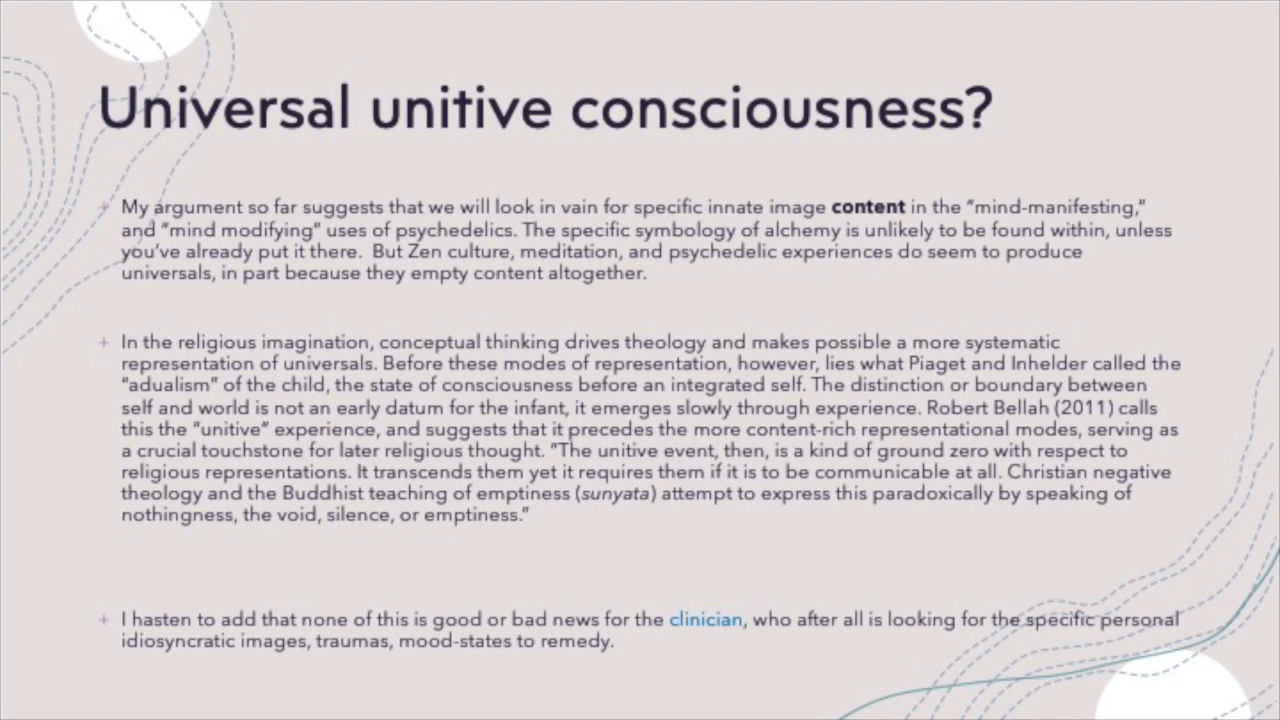 Universal unitive consciousness?
+ My argument so far suggests that we will look in vain for specific innate image content in the "mind-manifesting,"
and "mind modifying" uses of psychedelics. The specific symbology of alchemy is unlikely to be found within, unless
you've already put it there.  But Zen culture, meditation, and psychedelic experiences do seem to produce
universals, in part because they empty content altogether.
+ In the religious imagination, conceptual thinking drives theology and makes possible a more systematic
representation of universals. Before these modes of representation, however, lies what Piaget and Inhelder called the
"adualism" of the child, the state of consciousness before an integrated self. The distinction or boundary between
self and world is not an early datum for the infant, it emerges slowly through experience. Robert Bellah (2011) calls
this the "unitive" experience, and suggests that it precedes the more content-rich representational modes, serving as
a crucial touchstone for later religious thought. "The unitive event, then, is a kind of ground zero with respect to
religious representations. It transcends them yet it requires them if it is to be communicable at all. Christian negative
theology and the Buddhist teaching of emptiness (sunyata) attempt to express this paradoxically by speaking of
nothingness, the void, silence, or emptiness."
+ I hasten to add that none of this is good or bad news for the clinician, who after all is looking for the specific personal
idiosyncratic images, traumas, mood-states to remedy.